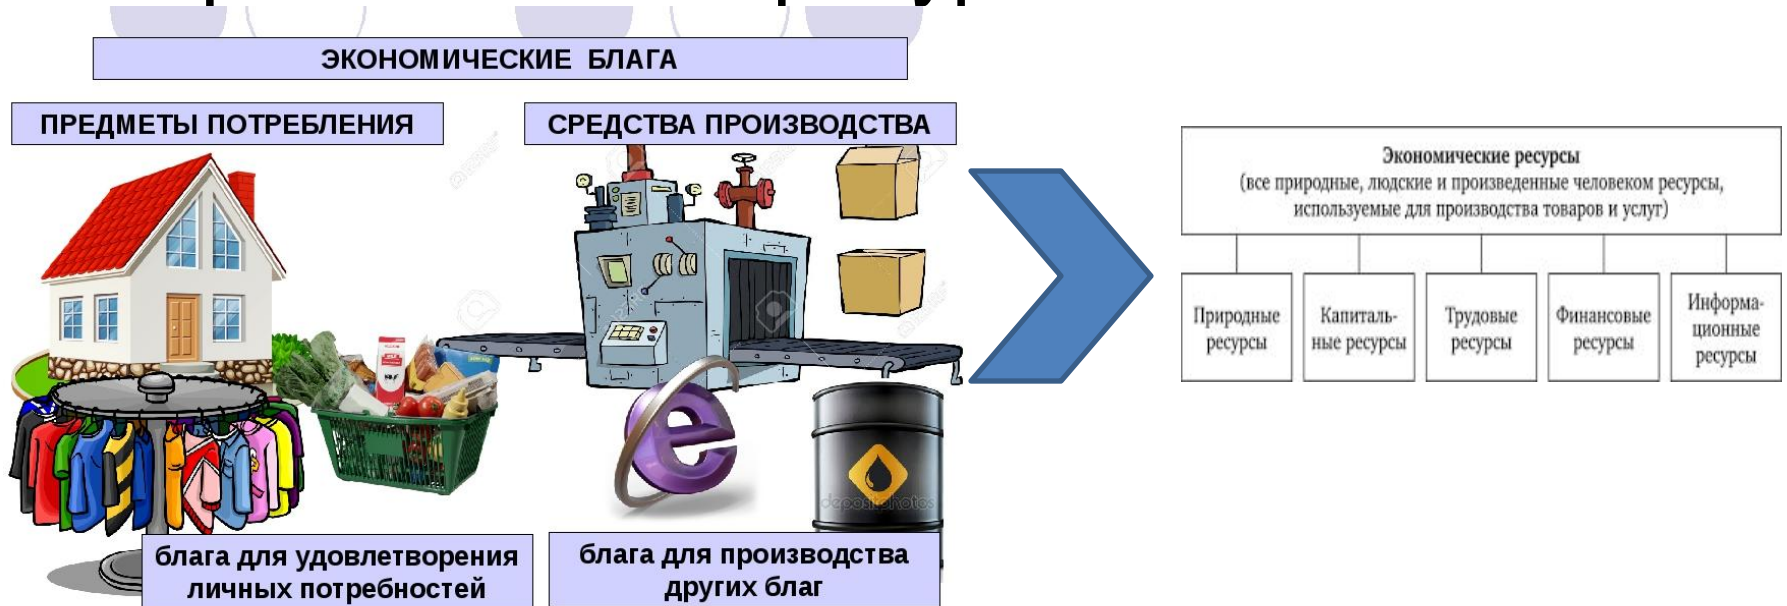 ЭКОНОМИЧЕСКИЕ БЛАГА
ПРЕДМЕТЫ ПОТРЕБЛЕНИЯ
СРЕДСТВА ПРОИЗВОДСТВА
блага для удовлетворения
личных потребностей
depositphotos
блага для производства
других благ
Экономические ресурсы
(все природные, людские и произведенные человеком ресурсы,
используемые для производства товаров и услуг)
Природные
ресурсы
Капиталь-
ные ресурсы
Трудовые
ресурсы
Финансовые
ресурсы
Информа-
ционные
ресурсы